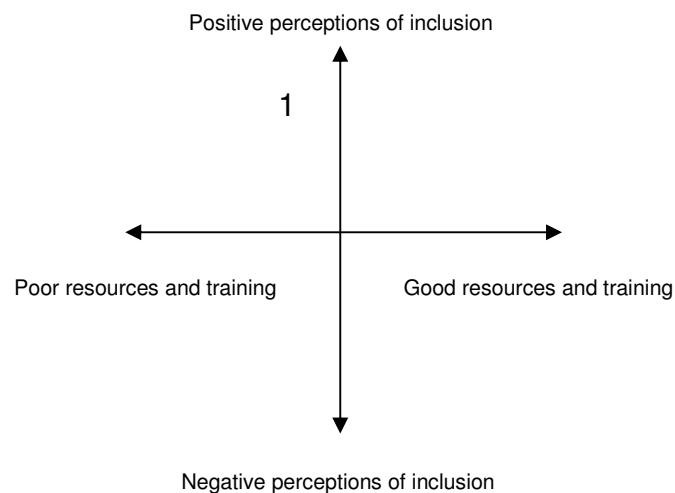 Positive perceptions of inclusion
1
Poor resources and training
Good resources and training
Negative perceptions of inclusion